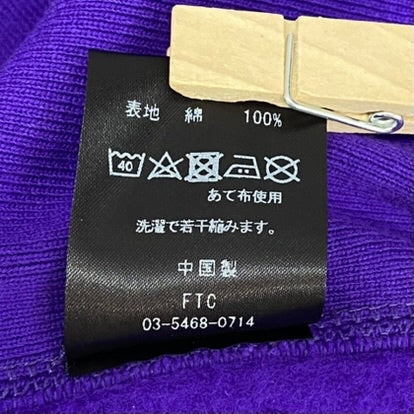 表地 綿 100%
40
あて布使用
洗濯で若干縮みます。
中国製
FTC
03-5468-0714